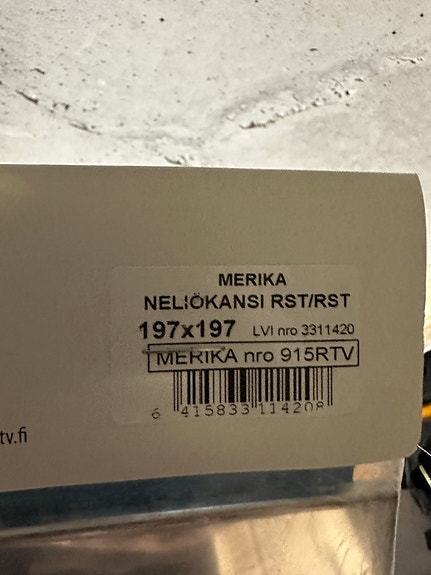 MERIKA
NELIÖKANSI RST/RST
197x197 LVI nro 3311420
MERIKA nro 915RTV
6 415833 114208
tv.fi